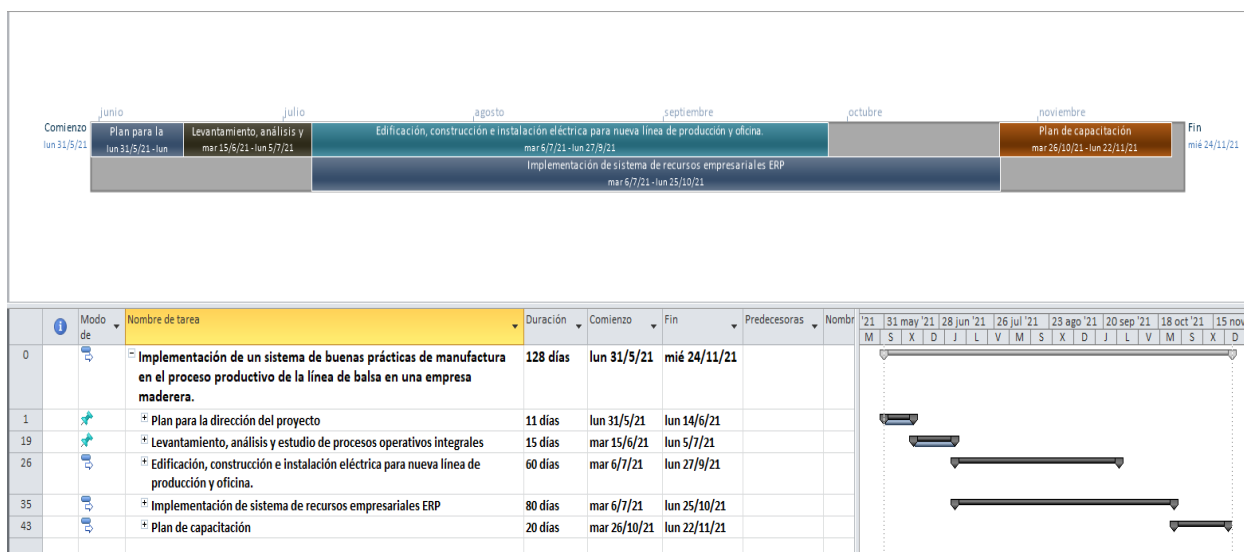 junio julio agosto septiembre octubre noviembre
Comienzo
lun 31/5/21
Plan para la
lun 31/5/21 - lun
Levantamiento, análisis y
mar 15/6/21 - lun 5/7/21
Edificación, construcción e instalación eléctrica para nueva línea de producción y oficina.
mar 6/7/21 - lun 27/9/21
Plan de capacitación
mar 26/10/21 - lun 22/11/21
Fin
mié 24/11/21
Implementación de sistema de recursos empresariales ERP
mar 6/7/21 - lun 25/10/21
Modo de Nombre de tarea Duración Comienzo Fin Predecesoras Nombr '21 31 may '21 28 jun '21 26 jul '21 23 ago '21 20 sep '21 18 oct '21 15 nov
M S X D J L V M S X D J L V M S X D
0 Implementación de un sistema de buenas prácticas de manufactura 128 días lun 31/5/21 mié 24/11/21
en el proceso productivo de la línea de balsa en una empresa
maderera.
1 Plan para la dirección del proyecto 11 días lun 31/5/21 lun 14/6/21
19 Levantamiento, análisis y estudio de procesos operativos integrales 15 días mar 15/6/21 lun 5/7/21
26 Edificación, construcción e instalación eléctrica para nueva línea de 60 días mar 6/7/21 lun 27/9/21
producción y oficina.
35 Implementación de sistema de recursos empresariales ERP 80 días mar 6/7/21 lun 25/10/21
43 Plan de capacitación 20 días mar 26/10/21 lun 22/11/21